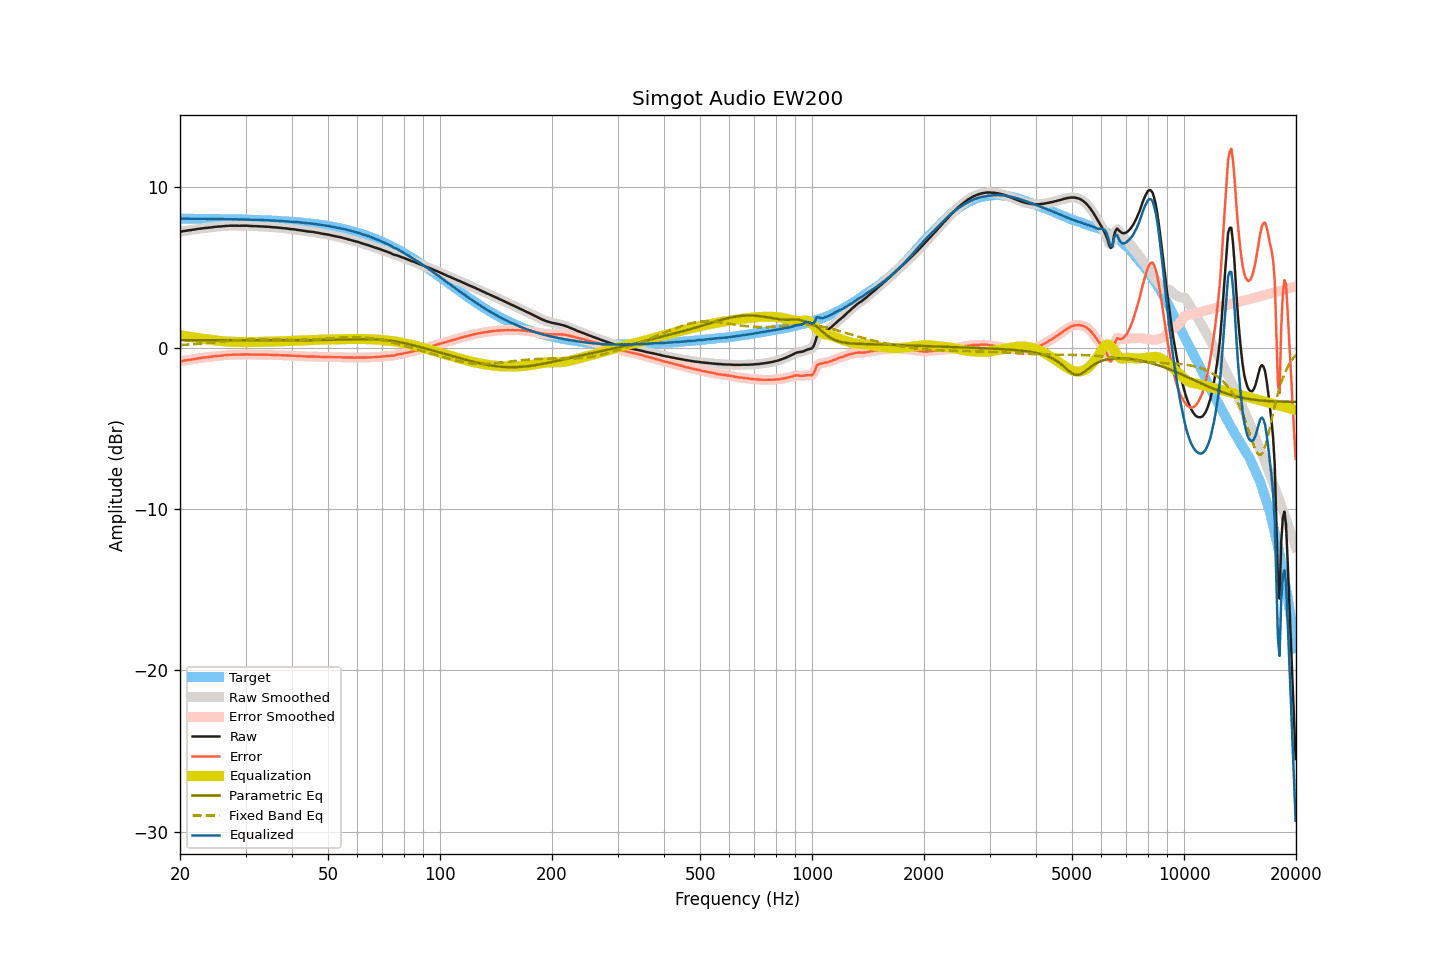 Simgot Audio EW200
10
0
−10
−20
−30
Amplitude (dBr)
Target
Raw Smoothed
Error Smoothed
Raw
Error
Equalization
Parametric Eq
Fixed Band Eq
Equalized
20 50 100 200 500 1000 2000 5000 10000 20000
Frequency (Hz)